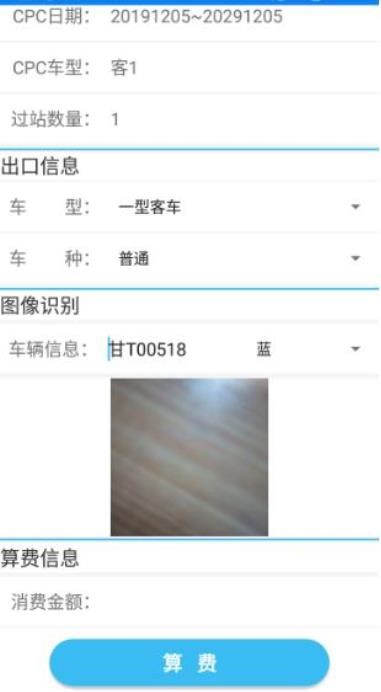 CPC日期： 20191205~20291205
CPC车型： 客1
过站数量： 1
出口信息
车 型： 一型客车
车 种： 普通
图像识别
车辆信息： 甘T00518 蓝
算费信息
消费金额：
算 费